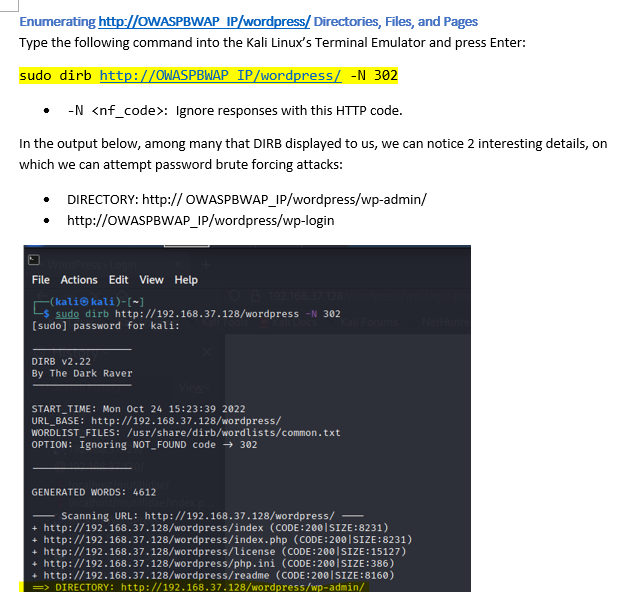 Enumerating http://OWASPBWAP_IP/wordpress/ Directories, Files, and Pages
Type the following command into the Kali Linux's Terminal Emulator and press Enter:
sudo dirb http://OWASPBWAP_IP/wordpress/ -N 302
• -N <nf_code>: Ignore responses with this HTTP code.
In the output below, among many that DIRB displayed to us, we can notice 2 interesting details, on
which we can attempt password brute forcing attacks:
• DIRECTORY: http:// OWASPBWAP_IP/wordpress/wp-admin/
• http://OWASPBWAP_IP/wordpress/wp-login
File Actions Edit View Help
(kali㉿kali)-[~]
$ sudo dirb http://192.168.37.128/wordpress -N 302
[sudo] password for kali:
DIRB v2.22
By The Dark Raver
START_TIME: Mon Oct 24 15:23:39 2022
URL_BASE: http://192.168.37.128/wordpress/
WORDLIST_FILES: /usr/share/dirb/wordlists/common.txt
OPTION: Ignoring NOT_FOUND code → 302
GENERATED WORDS: 4612
—— Scanning URL: http://192.168.37.128/wordpress/ ——
+ http://192.168.37.128/wordpress/index (CODE:200|SIZE:8231)
+ http://192.168.37.128/wordpress/index.php (CODE:200|SIZE:8231)
+ http://192.168.37.128/wordpress/license (CODE:200|SIZE:15127)
+ http://192.168.37.128/wordpress/php.ini (CODE:200|SIZE:386)
+ http://192.168.37.128/wordpress/readme (CODE:200|SIZE:8160)
==> DIRECTORY: http://192.168.37.128/wordpress/wp-admin/